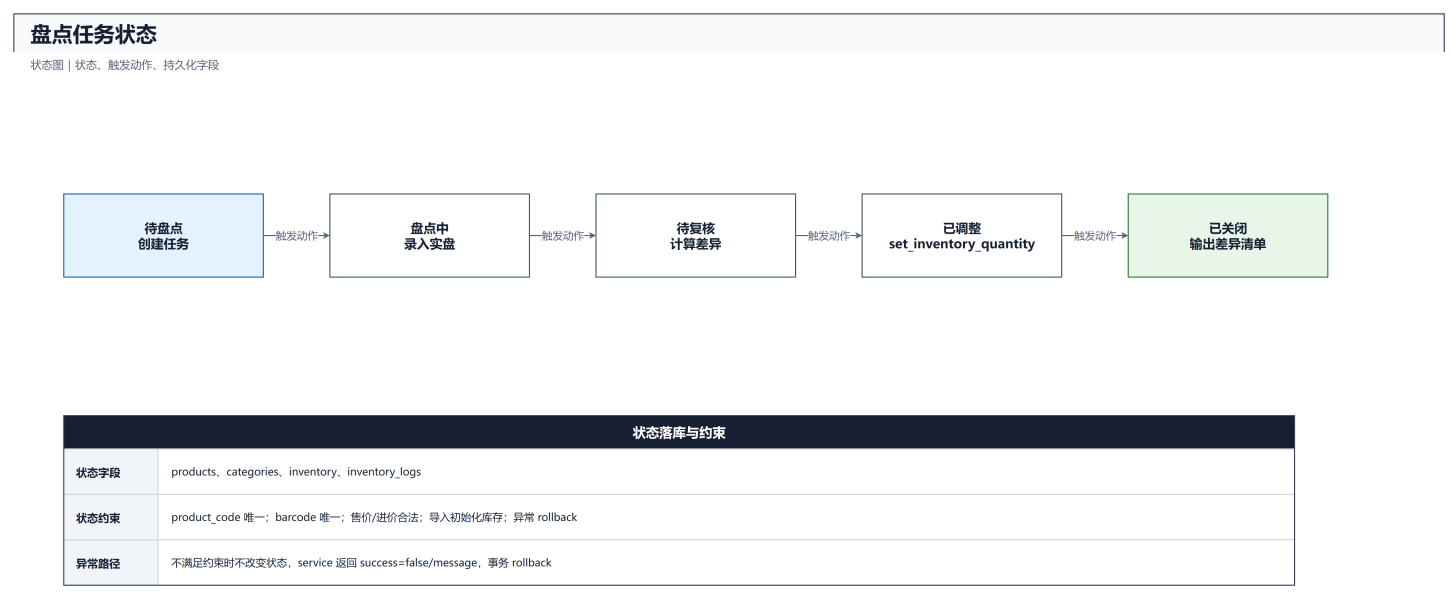 盘点任务状态
状态图 | 状态、触发动作、持久化字段
待盘点
创建任务
触发动作
盘点中
录入实盘
触发动作
待复核
计算差异
触发动作
已调整
set_inventory_quantity
触发动作
已关闭
输出差异清单
状态落库与约束
状态字段 products、categories、inventory、inventory_logs
状态约束 product_code 唯一；barcode 唯一；售价/进价合法；导入初始化库存；异常 rollback
异常路径 不满足约束时不改变状态，service 返回 success=false/message，事务 rollback